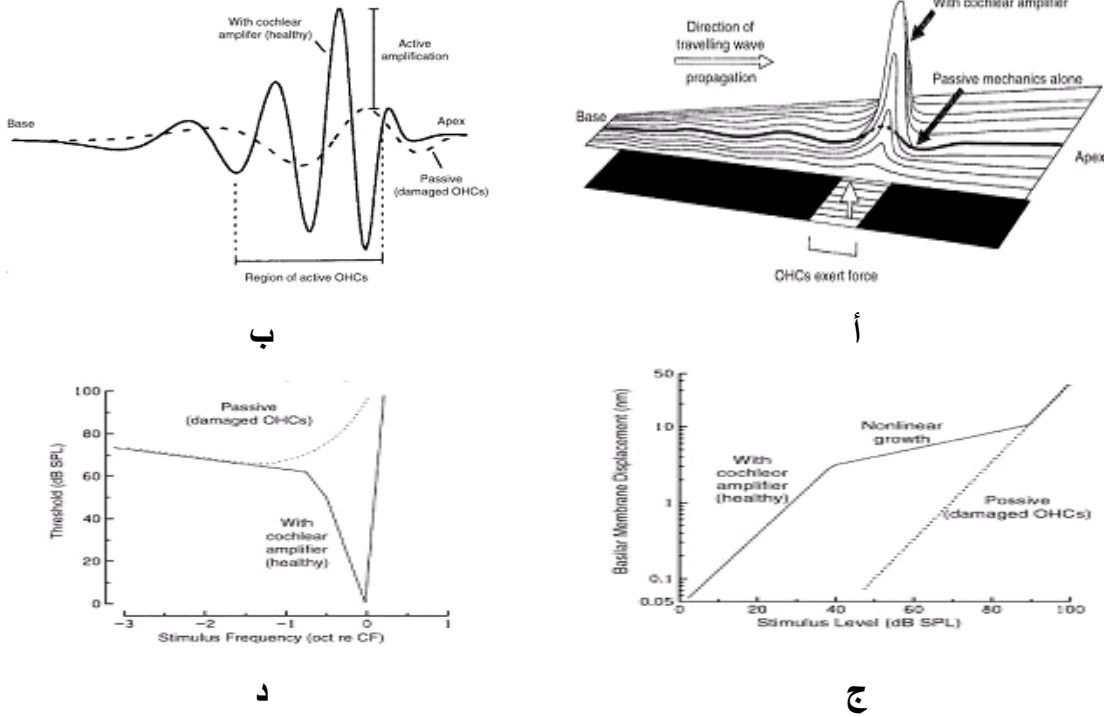 With cochlear
amplifer (healthy)
Active
amplification
Base
Apex
Passive
(damaged OHCs)
Region of active OHCs
ب
With cochlear amplifier
Direction of
travelling wave
propagation
Passive mechanics alone
Base
Apex
OHCs exert force
أ
100
80
60
40
20
0
Threshold (dB SPL)
Passive
(damaged OHCs)
With
cochlear
amplifier
(healthy)
-3
-2
-1
0
1
Stimulus Frequency (oct re CF)
د
50
10
1
0.1
0.05
Basilar Membrane Displacement (nm)
Nonlinear
growth
With
cochleor
amplifier
(healthy)
Possive
(damaged OHCs)
0
20
40
60
80
100
Stimulus Level (dB SPL)
ج